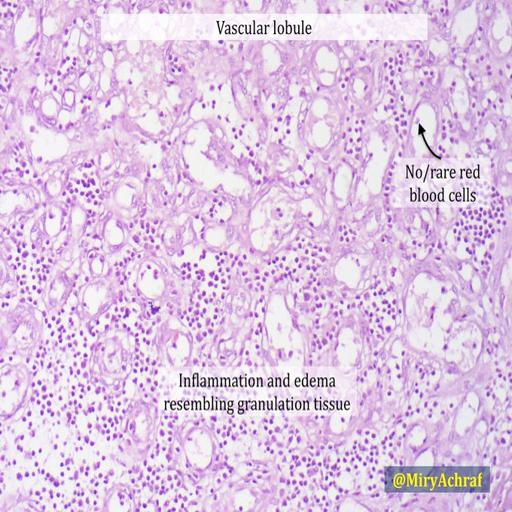 Vascular lobule
No/rare red
blood cells
Inflammation and edema
resembling granulation tissue
@MiryAchraf